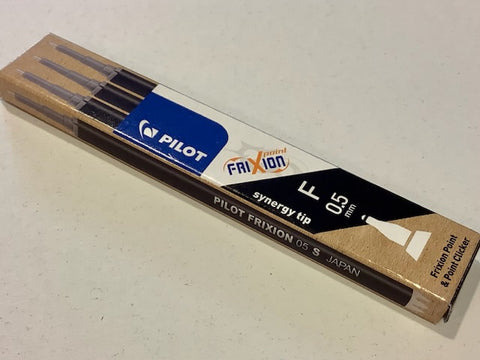 PILOT
point
FRIXION
synergy tip
F
0.5
mm
Frixion Point
& Point Clicker
PILOT FRIXION 05 S JAPAN